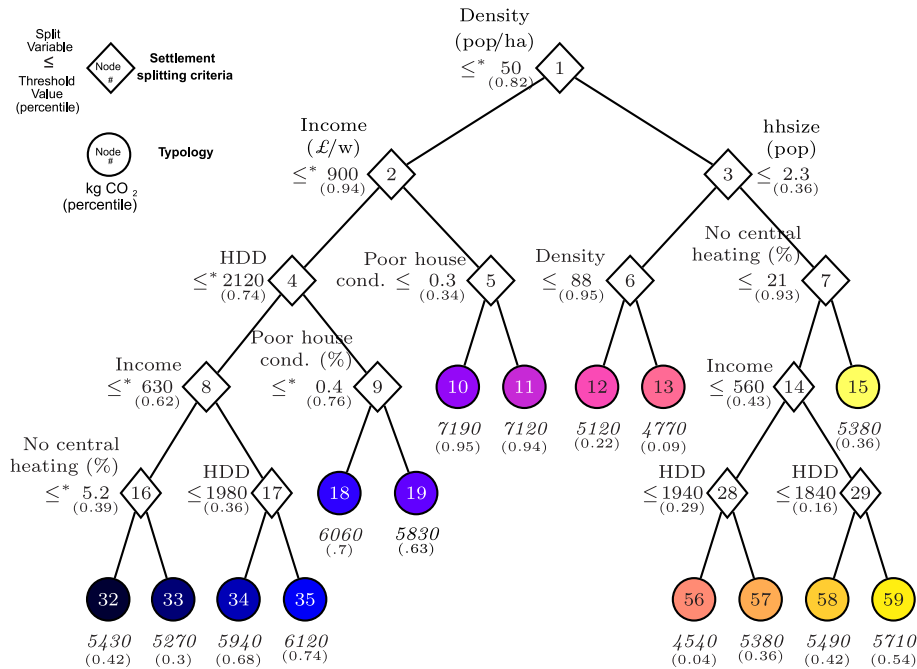 Split
Variable
≤
Threshold
Value
(percentile)
Node
#
Settlement
splitting criteria
Node
#
Typology
kg CO 2
(percentile)
Density
(pop/ha)
≤* 50
(0.82)
1
Income
(£/w)
≤* 900
(0.94)
2
hhsize
(pop)
3
≤ 2.3
(0.36)
HDD
≤* 2120
(0.74)
4
Poor house
cond. ≤ 0.3
(0.34)
5
Density
≤ 88
(0.95)
6
No central
heating (%)
≤ 21
(0.93)
7
Income
≤* 630
(0.62)
8
Poor house
cond. (%)
≤* 0.4
(0.76)
9
10
7190
(0.95)
11
7120
(0.94)
12
5120
(0.22)
13
4770
(0.09)
Income
≤ 560
(0.43)
14
15
5380
(0.36)
No central
heating (%)
≤* 5.2
(0.39)
16
HDD
≤1980
(0.36)
17
18
6060
(.7)
19
5830
(.63)
HDD
≤1940
(0.29)
28
HDD
≤1840
(0.16)
29
32
5430
(0.42)
33
5270
(0.3)
34
5940
(0.68)
35
6120
(0.74)
56
4540
(0.04)
57
5380
(0.36)
58
5490
(0.42)
59
5710
(0.54)